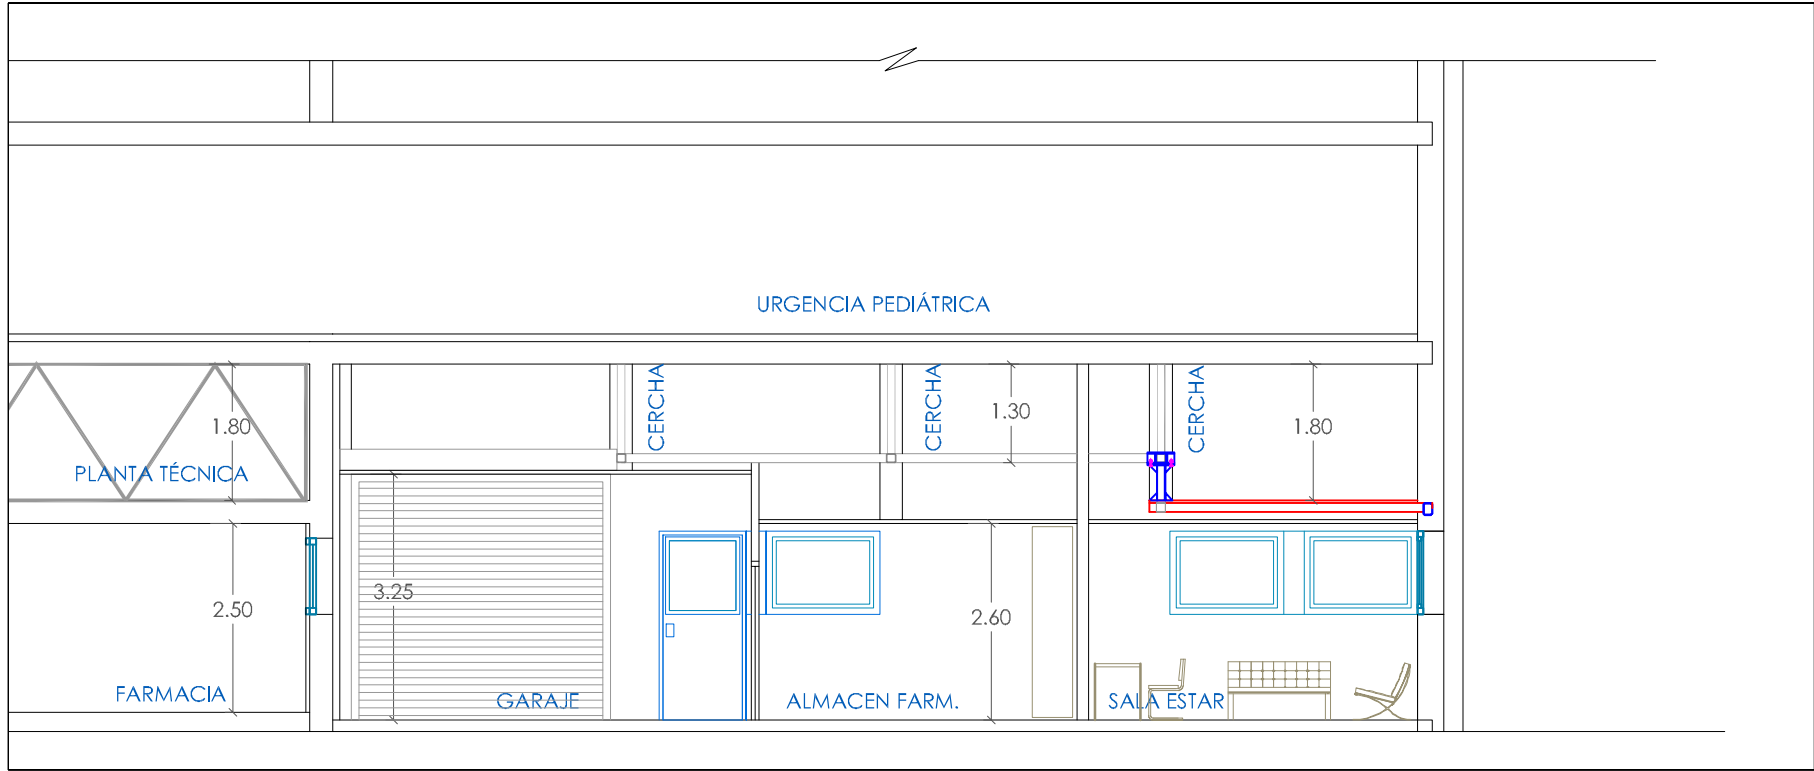 URGENCIA PEDIÁTRICA
CERCHA
CERCHA
CERCHA
1.80
1.30
1.80
PLANTA TÉCNICA
3.25
2.50
2.60
FARMACIA
GARAJE
ALMACEN FARM.
SALA ESTAR